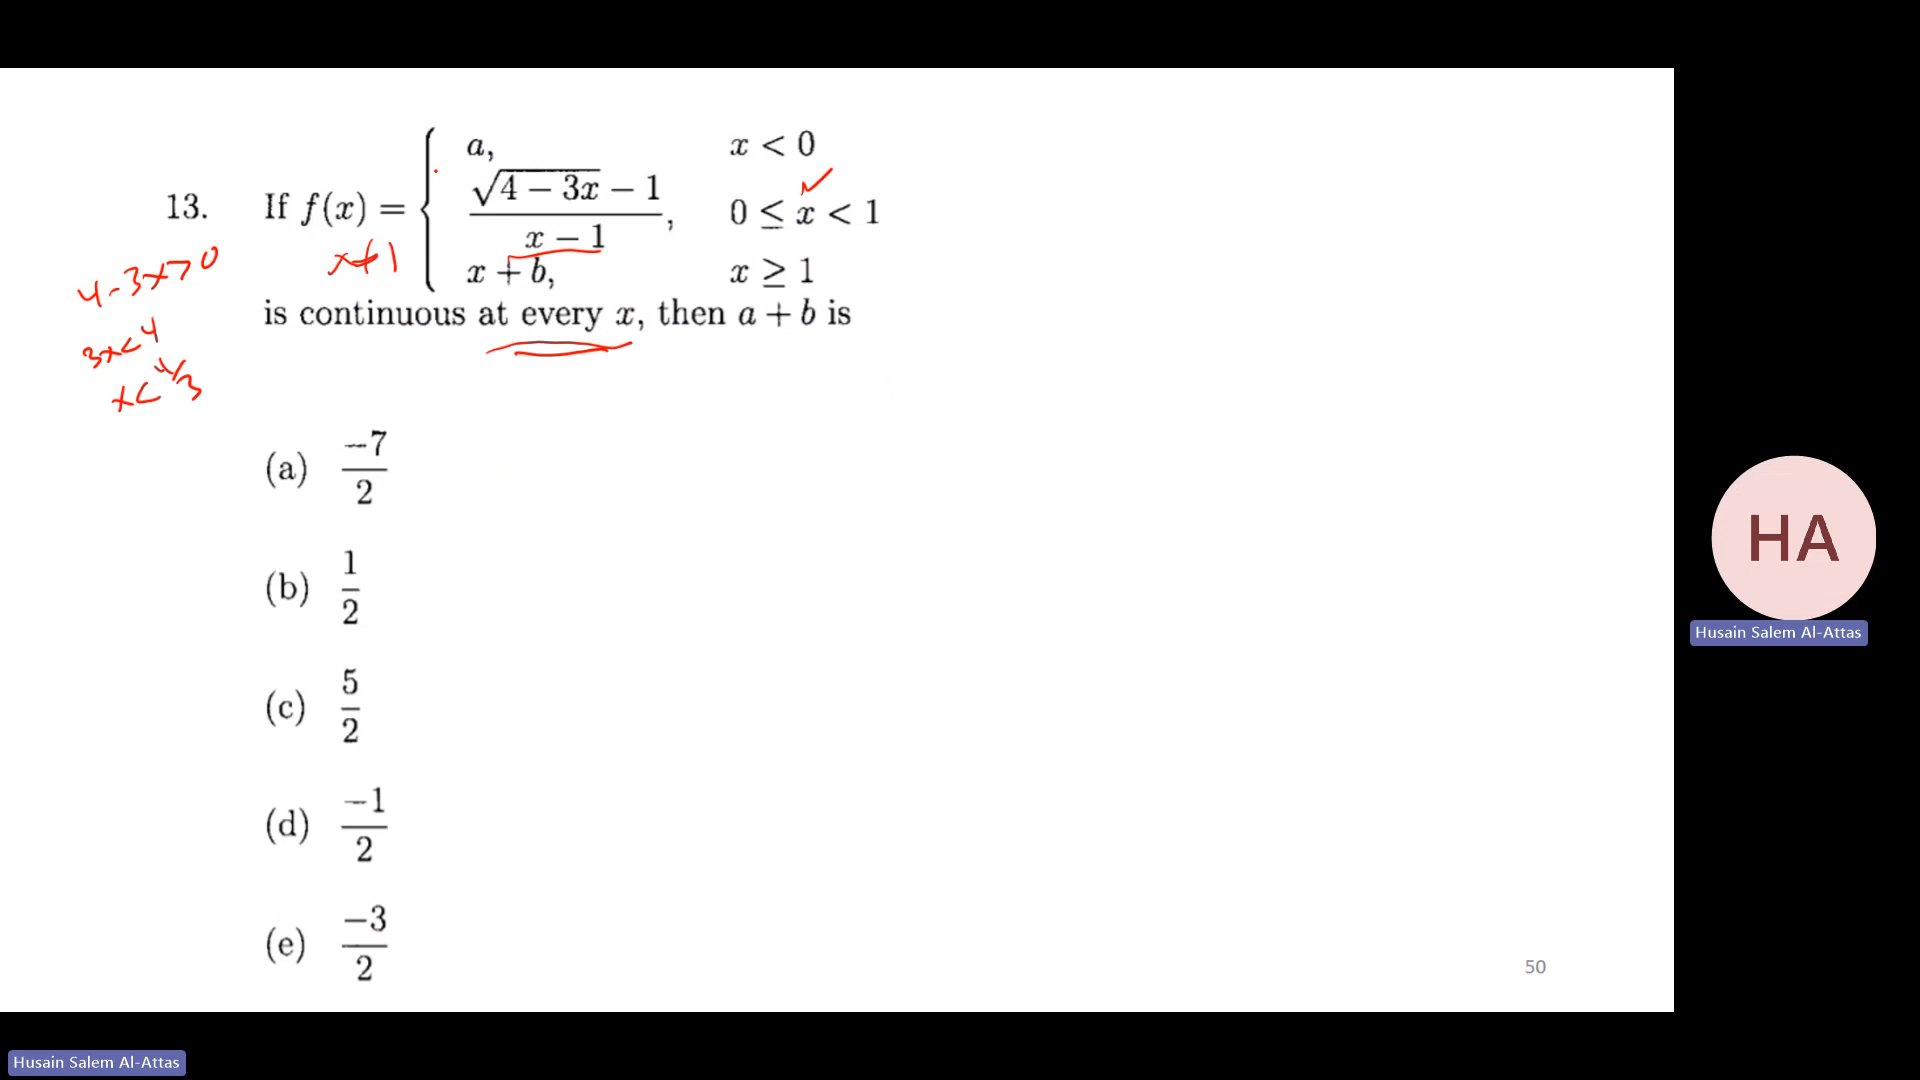 a, x < 0
13. If f(x) = { √4 − 3x − 1 / x − 1, 0 ≤ x < 1 ✓
x ≠ 1
x + b, x ≥ 1
4-3x>0
is continuous at every x, then a + b is
3x<4
x<4/3
(a) −7/2
(b) 1/2
(c) 5/2
(d) −1/2
(e) −3/2
50
HA
Husain Salem Al-Attas
Husain Salem Al-Attas